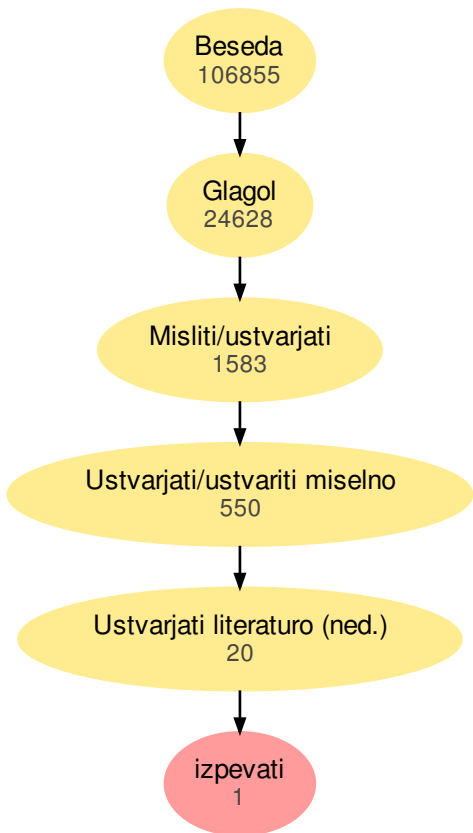 Beseda
106855
Glagol
24628
Misliti/ustvarjati
1583
Ustvarjati/ustvariti miselno
550
Ustvarjati literaturo (ned.)
20
izpevati
1